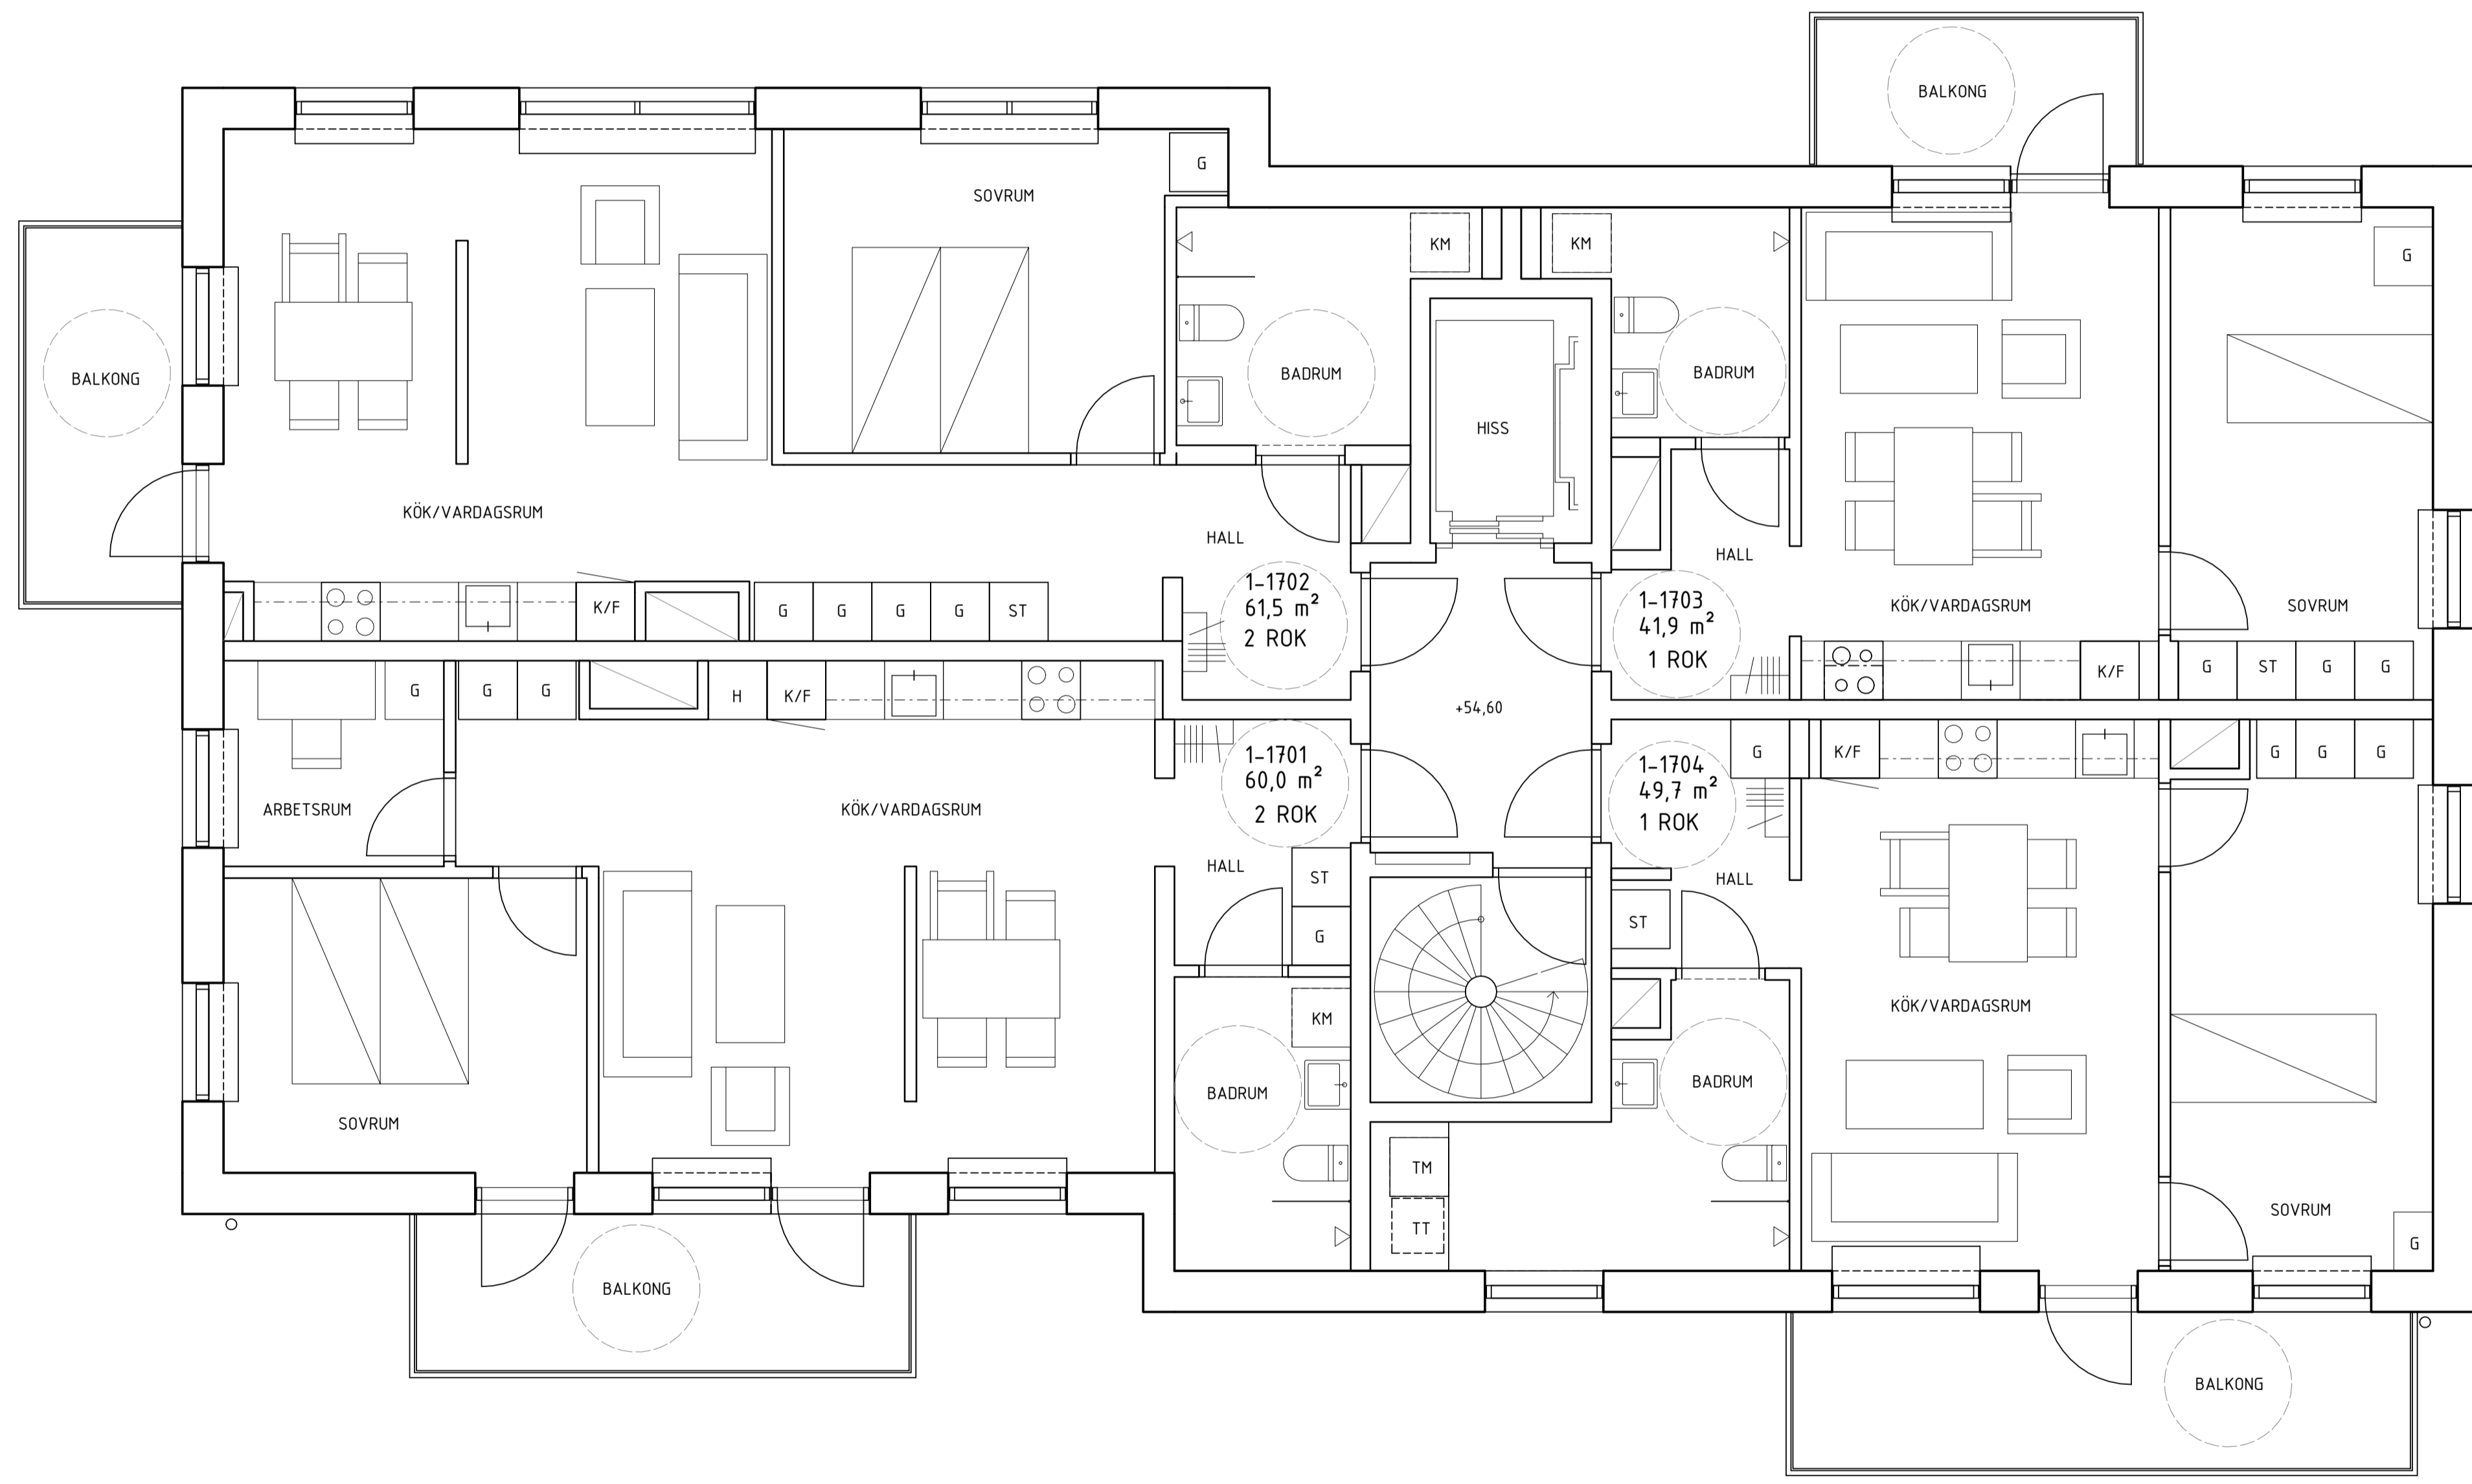 BALKONG
G
SOVRUM
KM
KM
G
BALKONG
BADRUM
BADRUM
HISS
KÖK/VARDAGSRUM
HALL
HALL
1-1702
61,5 m²
2 ROK
1-1703
41,9 m²
1 ROK
KÖK/VARDAGSRUM
SOVRUM
K/F
G
G
G
G
ST
K/F
G
ST
G
G
G
G
G
H
K/F
+54,60
1-1701
60,0 m²
2 ROK
1-1704
49,7 m²
1 ROK
G
K/F
G
G
G
ARBETSRUM
KÖK/VARDAGSRUM
HALL
HALL
ST
G
ST
KM
KÖK/VARDAGSRUM
BADRUM
BADRUM
SOVRUM
TM
TT
SOVRUM
G
BALKONG
BALKONG